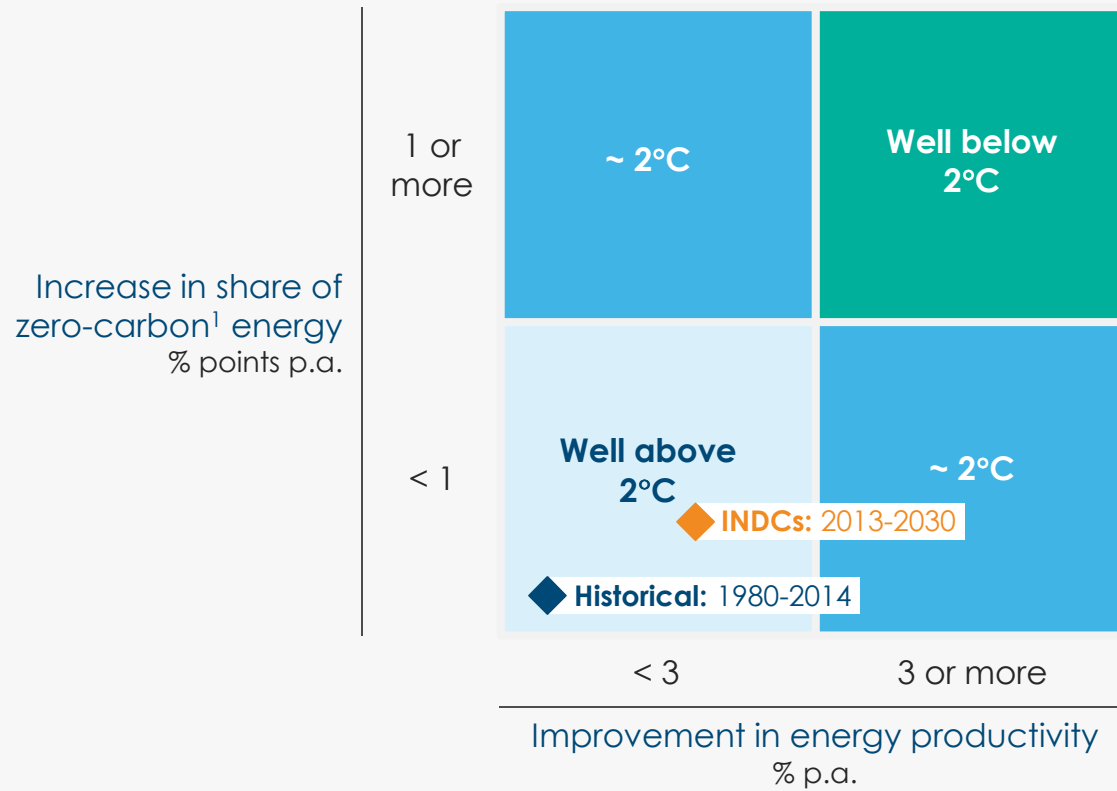 1 or
more
~ 2°C
Well below
2°C
Increase in share of
zero-carbon¹ energy
% points p.a.
< 1
Well above
2°C
~ 2°C
INDCs: 2013-2030
Historical: 1980-2014
< 3
3 or more
Improvement in energy productivity
% p.a.